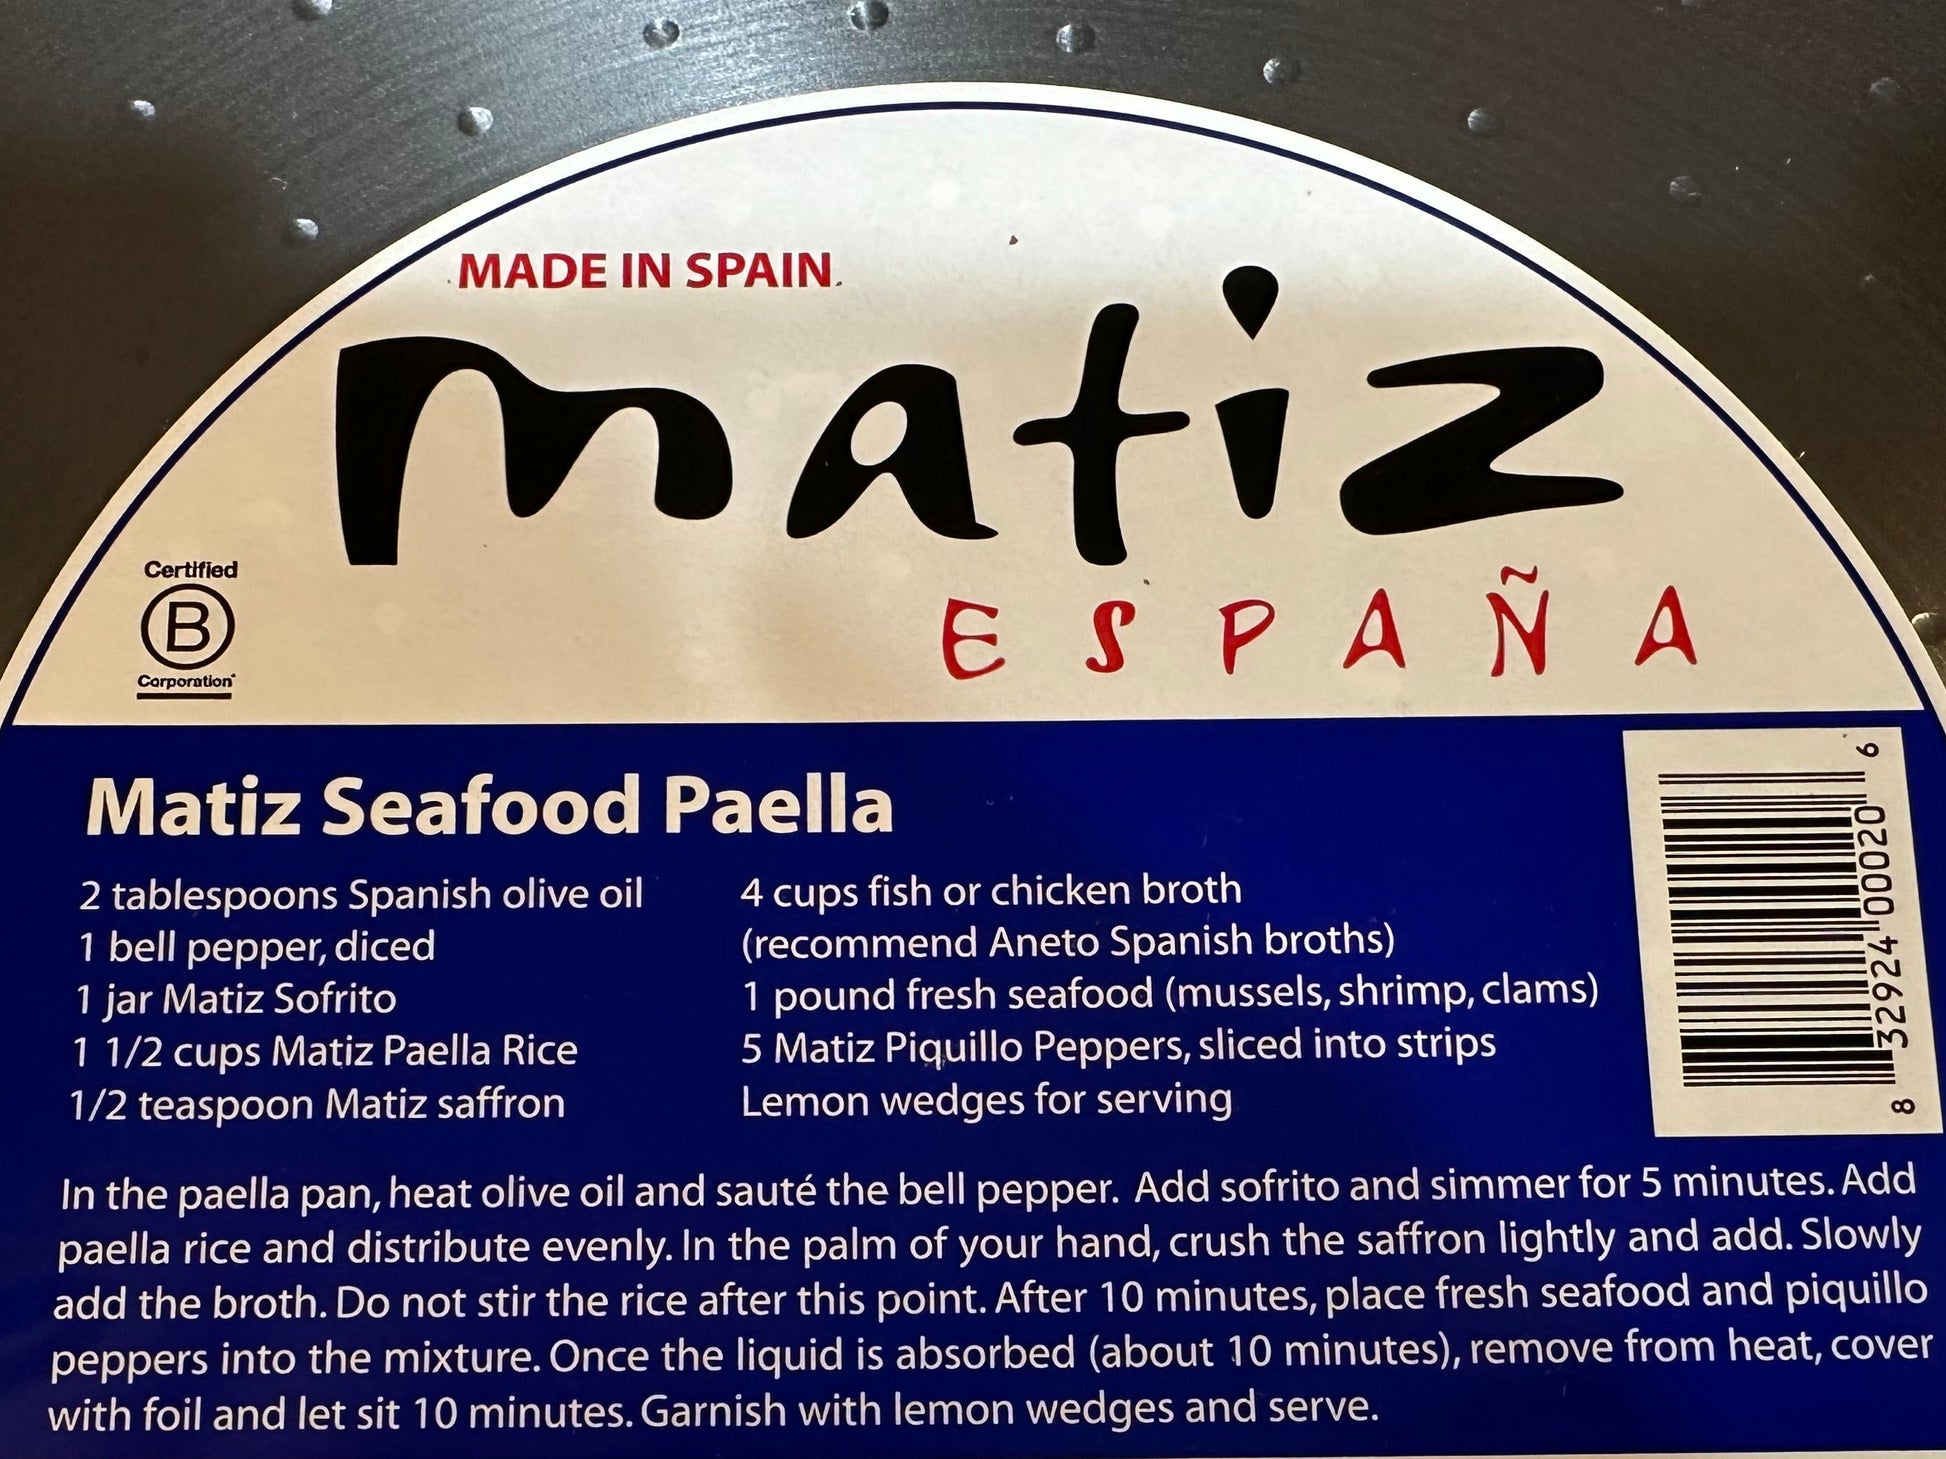 MADE IN SPAIN
matiz
ESPAÑA
Certified
B
Corporation
Matiz Seafood Paella
2 tablespoons Spanish olive oil
1 bell pepper, diced
1 jar Matiz Sofrito
1 1/2 cups Matiz Paella Rice
1/2 teaspoon Matiz saffron
4 cups fish or chicken broth
(recommend Aneto Spanish broths)
1 pound fresh seafood (mussels, shrimp, clams)
5 Matiz Piquillo Peppers, sliced into strips
Lemon wedges for serving
8 32924 00020 6
In the paella pan, heat olive oil and sauté the bell pepper. Add sofrito and simmer for 5 minutes. Add
paella rice and distribute evenly. In the palm of your hand, crush the saffron lightly and add. Slowly
add the broth. Do not stir the rice after this point. After 10 minutes, place fresh seafood and piquillo
peppers into the mixture. Once the liquid is absorbed (about 10 minutes), remove from heat, cover
with foil and let sit 10 minutes. Garnish with lemon wedges and serve.